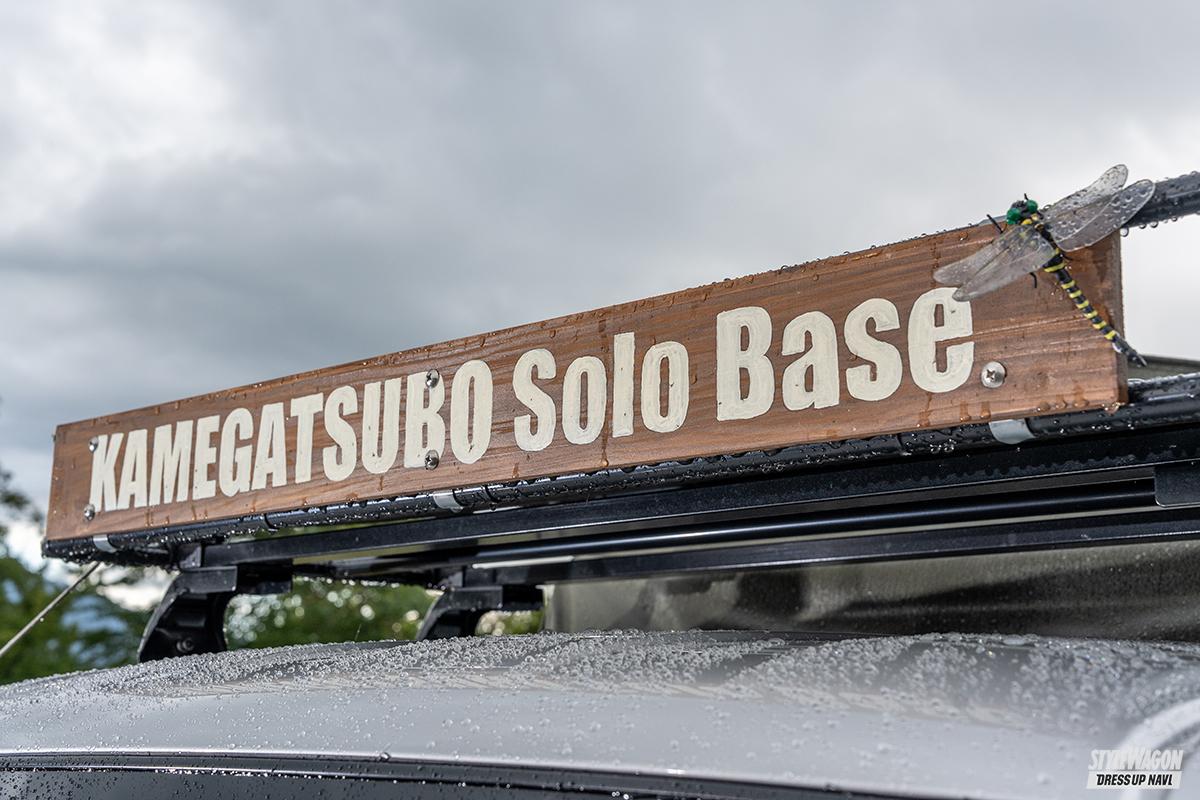 KAMEGATSUBO Solo Base
STYLE WAGON
DRESS UP NAVI